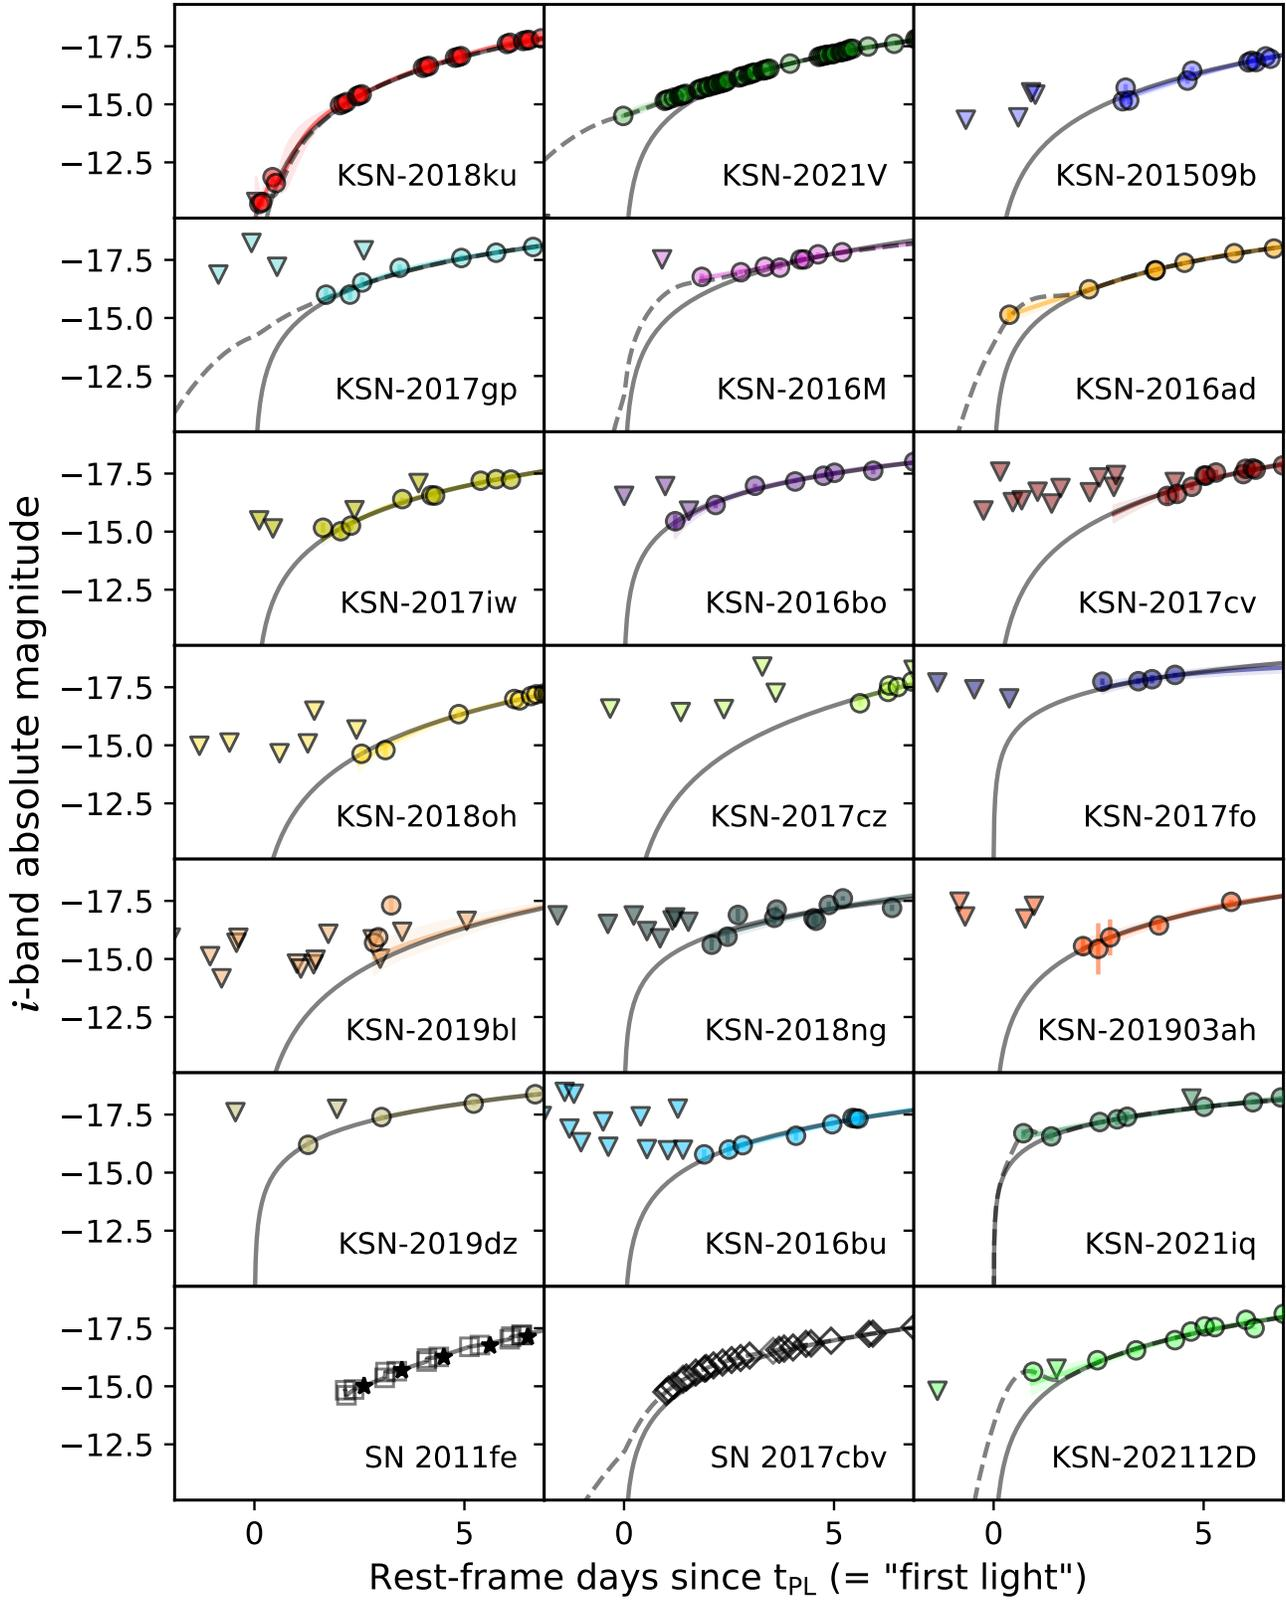 −17.5
−15.0
−12.5
KSN-2018ku
KSN-2021V
KSN-201509b
−17.5
−15.0
−12.5
KSN-2017gp
KSN-2016M
KSN-2016ad
−17.5
−15.0
−12.5
KSN-2017iw
KSN-2016bo
KSN-2017cv
i-band absolute magnitude
−17.5
−15.0
−12.5
KSN-2018oh
KSN-2017cz
KSN-2017fo
−17.5
−15.0
−12.5
KSN-2019bl
KSN-2018ng
KSN-201903ah
−17.5
−15.0
−12.5
KSN-2019dz
KSN-2016bu
KSN-2021iq
−17.5
−15.0
−12.5
SN 2011fe
SN 2017cbv
KSN-202112D
0 5 0 5 0 5
Rest-frame days since tPL (= "first light")